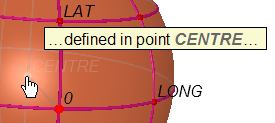 LAT
...defined in point CENTRE...
CENTRE
LONG
0